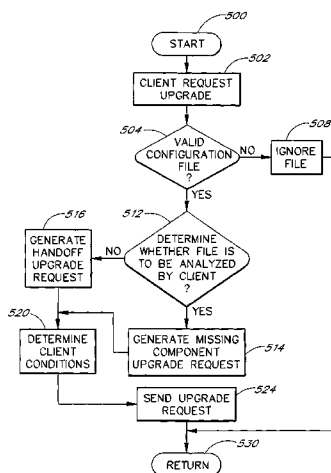 500
START
502
CLIENT REQUEST
UPGRADE
504
VALID
CONFIGURATION
FILE
?
NO
508
IGNORE
FILE
YES
512
DETERMINE
WHETHER FILE IS
TO BE ANALYZED
BY CLIENT
?
NO
516
GENERATE
HANDOFF
UPGRADE
REQUEST
YES
GENERATE MISSING
COMPONENT
UPGRADE REQUEST
514
520
DETERMINE
CLIENT
CONDITIONS
SEND UPGRADE
REQUEST
524
RETURN
530